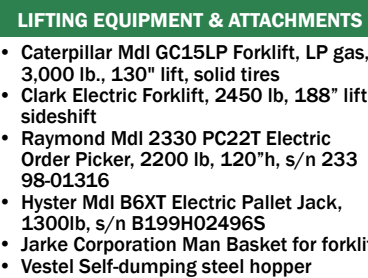 LIFTING EQUIPMENT & ATTACHMENTS
• Caterpillar Mdl GC15LP Forklift, LP gas,
3,000 lb., 130" lift, solid tires
• Clark Electric Forklift, 2450 lb, 188” lift
sideshift
• Raymond Mdl 2330 PC22T Electric
Order Picker, 2200 lb, 120”h, s/n 233
98-01316
• Hyster Mdl B6XT Electric Pallet Jack,
1300lb, s/n B199H02496S
• Jarke Corporation Man Basket for forklif
• Vestel Self-dumping steel hopper